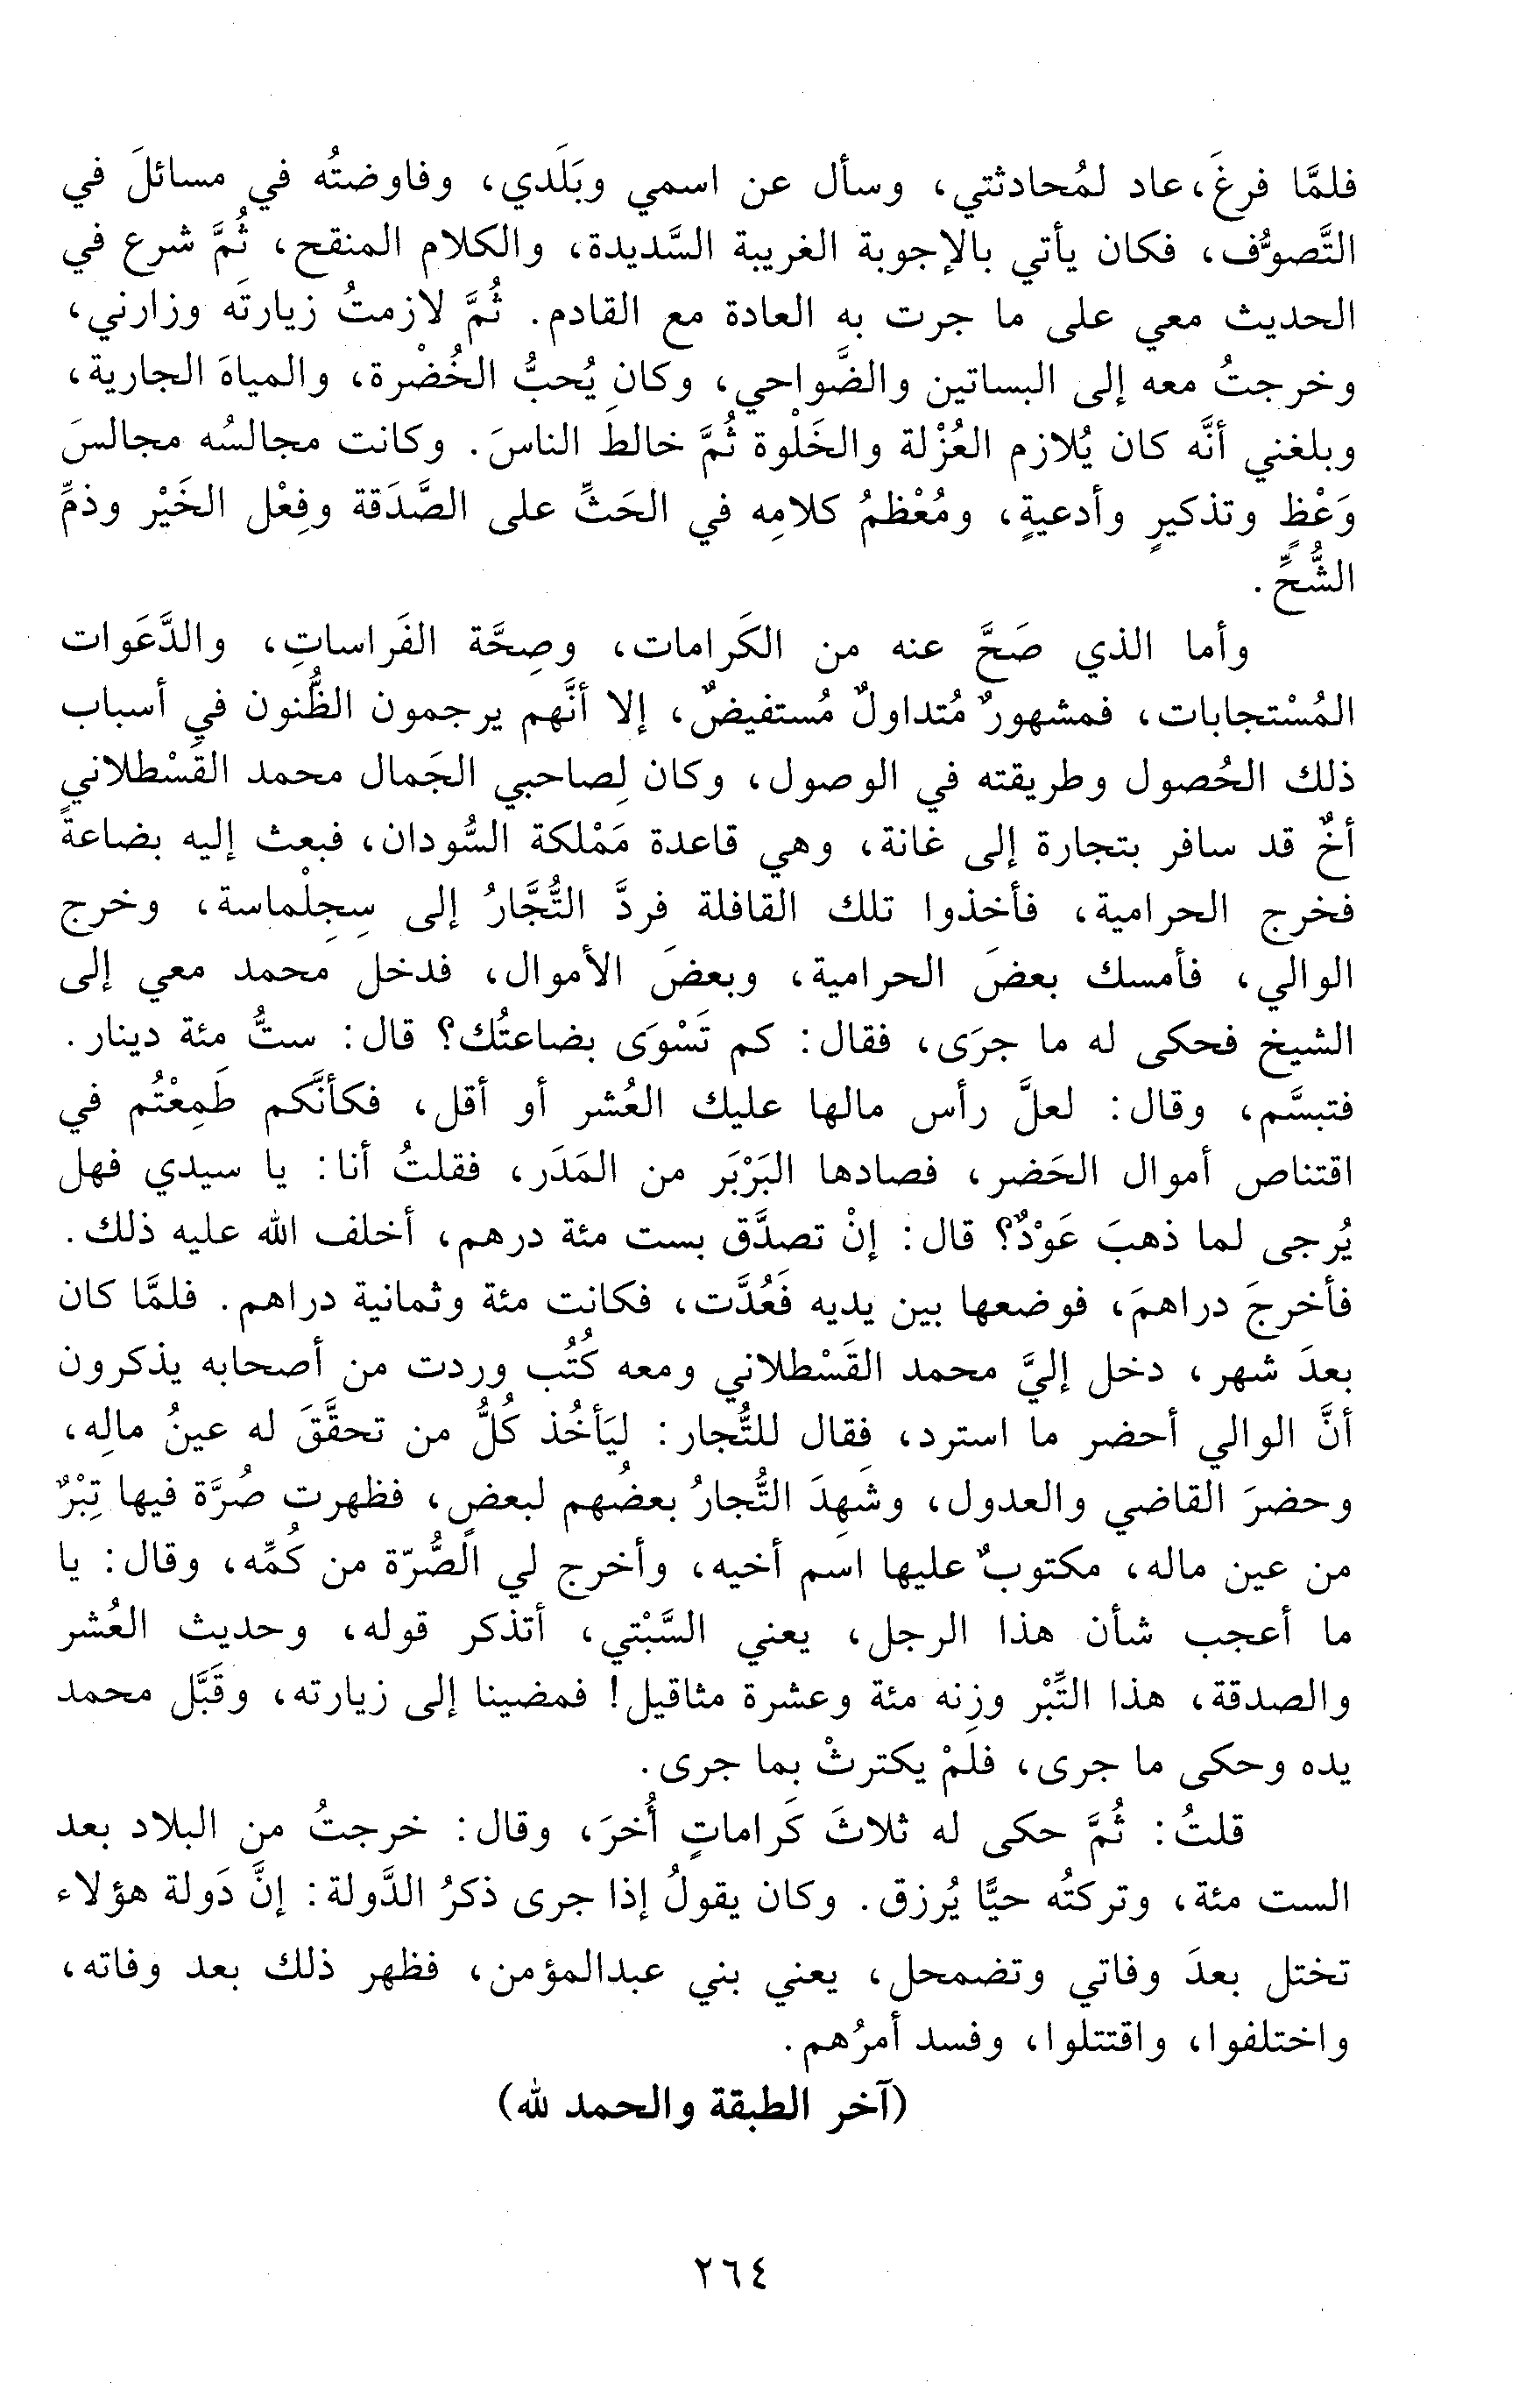 فلمَّا فرغَ، عاد لمُحادثتي، وسأل عن اسمي وبَلَدي، وفاوضتُه في مسائلَ في
التَّصوُّف، فكان يأتي بالإجوبة الغريبة السَّديدة، والكلام المنقح، ثُمَّ شرع في
الحديث معي على ما جرت به العادة مع القادم. ثُمَّ لازمتُ زيارتَه وزارني،
وخرجتُ معه إلى البساتين والضَّواحي، وكان يُحبُّ الخُضْرة، والمياهَ الجارية،
وبلغني أنَّه كان يُلازم العُزْلة والخَلْوة ثُمَّ خالط الناسَ. وكانت مجالسُه مجالسَ
وَعْظٍ وتذكيرٍ وأدعيةٍ، ومُعْظمُ كلامِه في الحَثِّ على الصَّدَقة وفِعْل الخَيْر وذمِّ
الشُّحِّ.
وأما الذي صَحَّ عنه من الكَرامات، وصِحَّة الفَراساتِ، والدَّعَوات
المُسْتجابات، فمشهورٌ مُتداولٌ مُستفيضٌ، إلا أنَّهم يرجمون الظُّنون في أسباب
ذلك الحُصول وطريقته في الوصول، وكان لِصاحبي الجَمال محمد القَسْطلاني
أخٌ قد سافر بتجارة إلى غانة، وهي قاعدة مَمْلكة السُّودان، فبعث إليه بضاعةً
فخرج الحرامية، فأخذوا تلك القافلة فردَّ التُّجَّارُ إلى سِجِلْماسة، وخرج
الوالي، فأمسك بعضَ الحرامية، وبعضَ الأموال، فدخل محمد معي إلى
الشيخ فحكى له ما جرَى، فقال: كم تَسْوَى بضاعتُك؟ قال: ستُّ مئة دينار.
فتبسَّم، وقال: لعلَّ رأس مالها عليك العُشر أو أقل، فكأنَّكم طَمِعْتُم في
اقتناص أموال الحَضر، فصادها البَرْبَر من المَدَر، فقلتُ أنا: يا سيدي فهل
يُرجى لما ذهبَ عَوْدٌ؟ قال: إنْ تصدَّق بست مئة درهم، أخلف الله عليه ذلك.
فأخرجَ دراهمَ، فوضعها بين يديه فَعُدَّت، فكانت مئة وثمانية دراهم. فلمَّا كان
بعدَ شهر، دخل إليَّ محمد القَسْطلاني ومعه كُتُب وردت من أصحابه يذكرون
أنَّ الوالي أحضر ما استرد، فقال للتُّجار: ليَأخُذ كُلُّ من تحقَّقَ له عينُ مالِه،
وحضرَ القاضي والعدول، وشَهِدَ التُّجارُ بعضُهم لبعضٍ، فظهرت صُرَّة فيها تِبْرٌ
من عين ماله، مكتوبٌ عليها اسم أخيه، وأخرج لي الصُّرّة من كُمِّه، وقال: يا
ما أعجب شأن هذا الرجل، يعني السَّبْتي، أتذكر قوله، وحديث العُشر
والصدقة، هذا التِّبْر وزنه مئة وعشرة مثاقيل! فمضينا إلى زيارته، وقَبَّل محمد
يده وحكى ما جرى، فلَمْ يكترثْ بما جرى.
قلتُ: ثُمَّ حكى له ثلاثَ كَراماتٍ أُخرَ، وقال: خرجتُ من البلاد بعد
الست مئة، وتركتُه حيًّا يُرزق. وكان يقولُ إذا جرى ذكرُ الدَّولة: إنَّ دَولة هؤلاء
تختل بعدَ وفاتي وتضمحل، يعني بني عبدالمؤمن، فظهر ذلك بعد وفاته،
واختلفوا، واقتتلوا، وفسد أمرُهم.
(آخر الطبقة والحمد لله)
٢٦٤